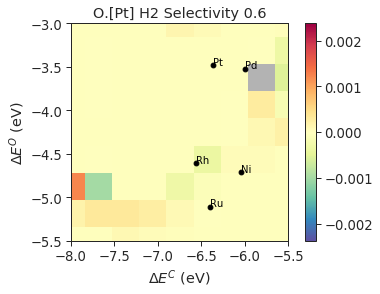 O.[Pt] H2 Selectivity 0.6
−3.0
−3.5
−4.0
−4.5
−5.0
−5.5
ΔE^O (eV)
Pt
Pd
Rh
Ni
Ru
−8.0 −7.5 −7.0 −6.5 −6.0 −5.5
ΔE^C (eV)
0.002
0.001
0.000
−0.001
−0.002